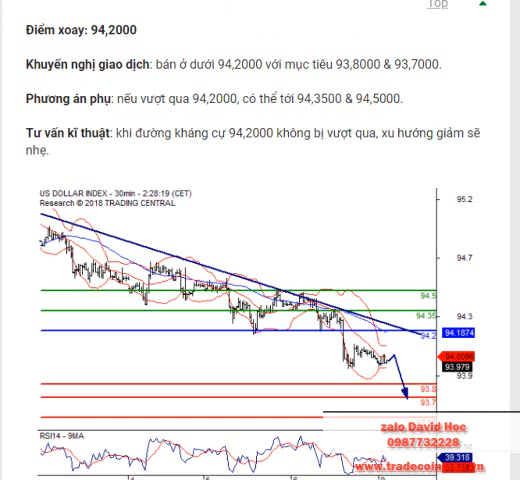 Top
Điểm xoay: 94,2000
Khuyến nghị giao dịch: bán ở dưới 94,2000 với mục tiêu 93,8000 & 93,7000.
Phương án phụ: nếu vượt qua 94,2000, có thể tới 94,3500 & 94,5000.
Tư vấn kĩ thuật: khi đường kháng cự 94,2000 không bị vượt qua, xu hướng giảm sẽ
nhẹ.
US DOLLAR INDEX - 30min - 2:28:19 (CET)
Research © 2018 TRADING CENTRAL
95.2
94.7
94.5
94.35
94.3
94.2
94.1874
94.0096
93.979
93.9
93.8
93.7
zalo David Hoc
0987732228
RSI14 - 9MA
39.318
www.tradecoin